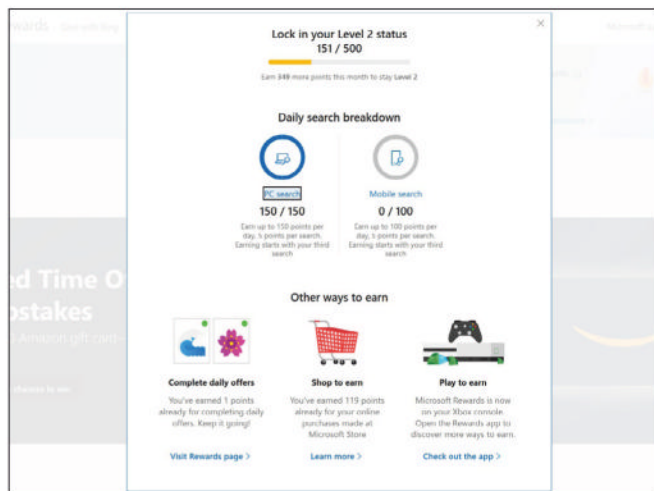 Lock in your Level 2 status
151 / 500
Earn 349 more points this month to stay Level 2
Daily search breakdown
PC search
150 / 150
Earn up to 150 points per
day, 5 points per search.
Earning starts with your third
search
Mobile search
0 / 100
Earn up to 100 points per
day, 5 points per search.
Earning starts with your third
search
Other ways to earn
Complete daily offers
You've earned 1 points
already for completing daily
offers. Keep it going!
Visit Rewards page >
Shop to earn
You've earned 119 points
already for your online
purchases made at
Microsoft Store
Learn more >
Play to earn
Microsoft Rewards is now
on your Xbox console.
Open the Rewards app to
discover more ways to earn.
Check out the app >
ed Time O
pstakes
Amazon gift card